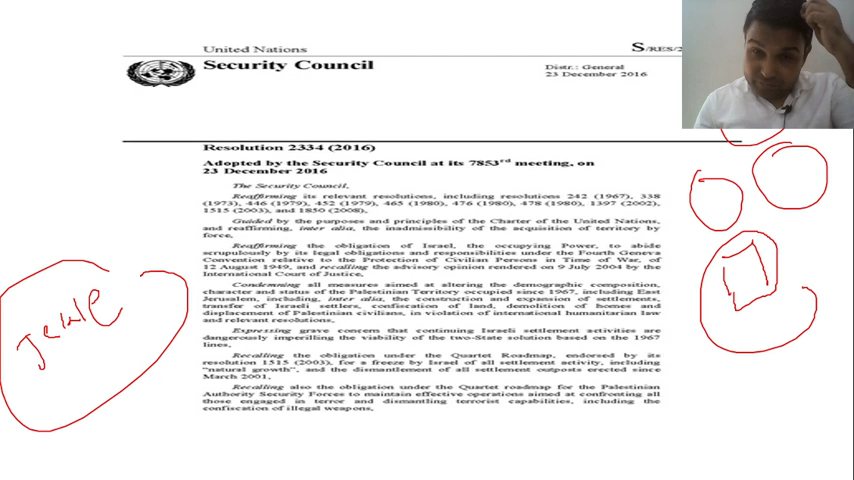 United Nations
S/RES/2
Security Council
Distr.: General
23 December 2016
Resolution 2334 (2016)
Adopted by the Security Council at its 7853rd meeting, on
23 December 2016
The Security Council,
Reaffirming its relevant resolutions, including resolutions 242 (1967), 338
(1973), 446 (1979), 452 (1979), 465 (1980), 476 (1980), 478 (1980), 1397 (2002),
1515 (2003), and 1850 (2008),
Guided by the purposes and principles of the Charter of the United Nations,
and reaffirming, inter alia, the inadmissibility of the acquisition of territory by
force,
Reaffirming the obligation of Israel, the occupying Power, to abide
scrupulously by its legal obligations and responsibilities under the Fourth Geneva
Convention relative to the Protection of Civilian Persons in Time of War, of
12 August 1949, and recalling the advisory opinion rendered on 9 July 2004 by the
International Court of Justice,
Condemning all measures aimed at altering the demographic composition,
character and status of the Palestinian Territory occupied since 1967, including East
Jerusalem, including, inter alia, the construction and expansion of settlements,
transfer of Israeli settlers, confiscation of land, demolition of homes and
displacement of Palestinian civilians, in violation of international humanitarian law
and relevant resolutions,
Expressing grave concern that continuing Israeli settlement activities are
dangerously imperilling the viability of the two-State solution based on the 1967
lines,
Recalling the obligation under the Quartet Roadmap, endorsed by its
resolution 1515 (2003), for a freeze by Israel of all settlement activity, including
“natural growth”, and the dismantlement of all settlement outposts erected since
March 2001,
Recalling also the obligation under the Quartet roadmap for the Palestinian
Authority Security Forces to maintain effective operations aimed at confronting all
those engaged in terror and dismantling terrorist capabilities, including the
confiscation of illegal weapons,